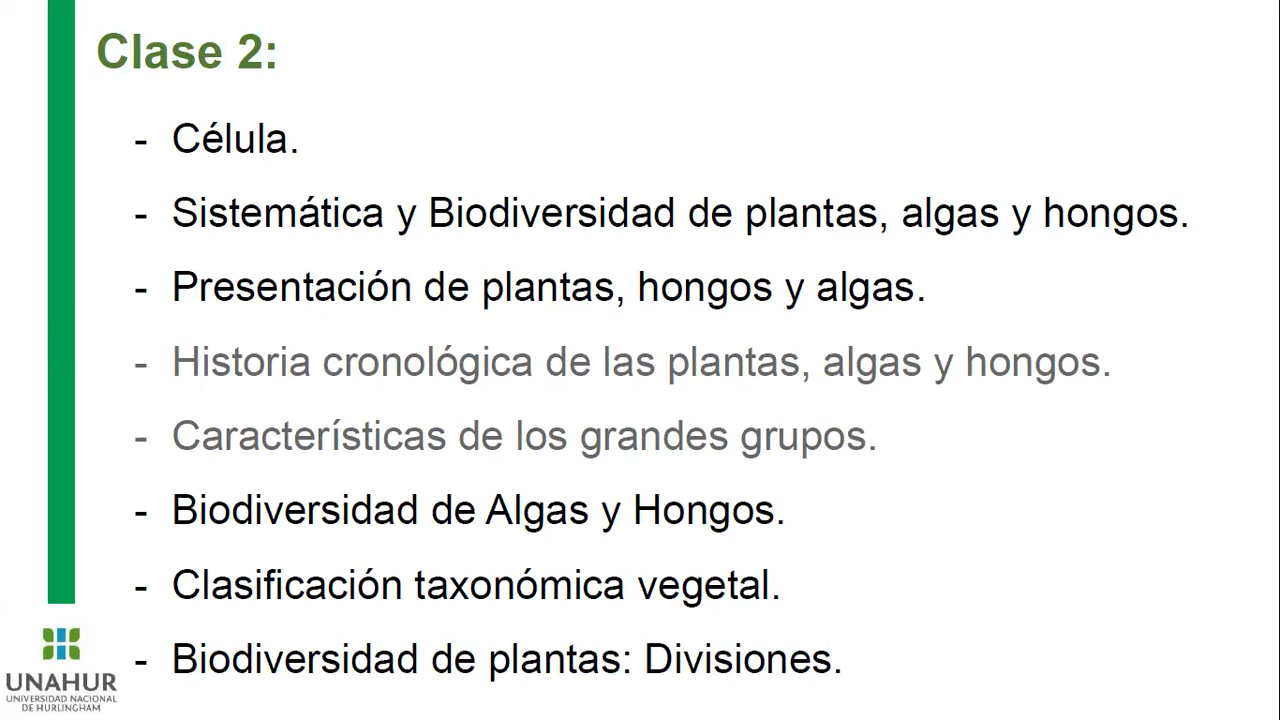 Clase 2:
- Célula.
- Sistemática y Biodiversidad de plantas, algas y hongos.
- Presentación de plantas, hongos y algas.
- Historia cronológica de las plantas, algas y hongos.
- Características de los grandes grupos.
- Biodiversidad de Algas y Hongos.
- Clasificación taxonómica vegetal.
- Biodiversidad de plantas: Divisiones.
UNAHUR
UNIVERSIDAD NACIONAL
DE HURLINGHAM